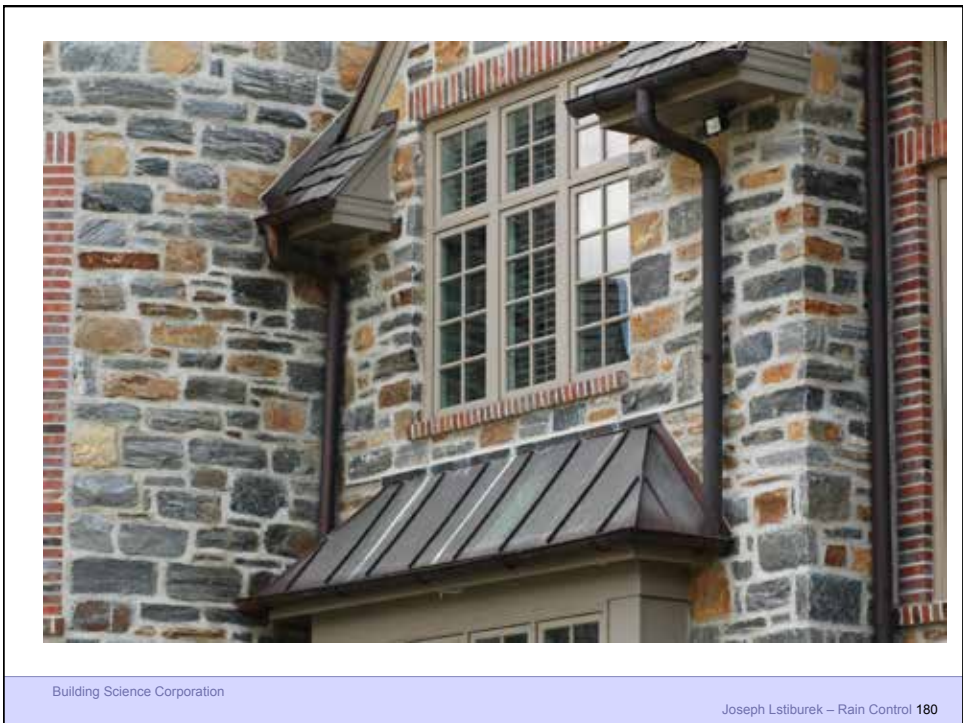 Building Science Corporation
Joseph Lstiburek – Rain Control 180